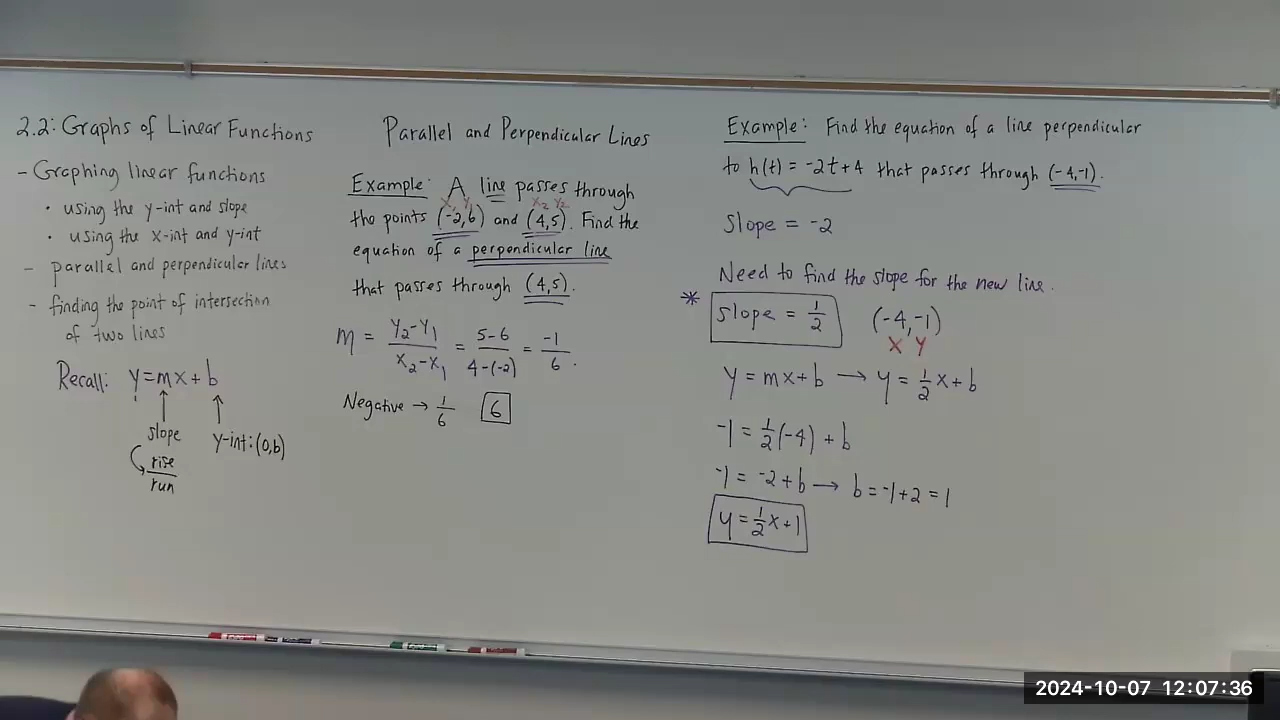 2.2: Graphs of Linear Functions
- Graphing linear functions
• using the y-int and slope
• using the x-int and y-int
- parallel and perpendicular lines
- finding the point of intersection
of two lines
Recall: y=mx+b
slope
y-int:(0,b)
rise
run
Parallel and Perpendicular Lines
Example: A line passes through
x₁ y₁ x₂ y₂
the points (-2,6) and (4,5). Find the
equation of a perpendicular line
that passes through (4,5).
m = y₂-y₁/x₂-x₁ = 5-6/4-(-2) = -1/6.
Negative → 1/6 6
Example: Find the equation of a line perpendicular
to h(t) = -2t+4 that passes through (-4,-1).
slope = -2
Need to find the slope for the new line.
* slope = 1/2 (-4,-1)
x y
y = mx+b → y = 1/2x+b
-1 = 1/2(-4) + b
-1 = -2+b → b = -1+2 = 1
y = 1/2x+1
2024-10-07 12:07:36